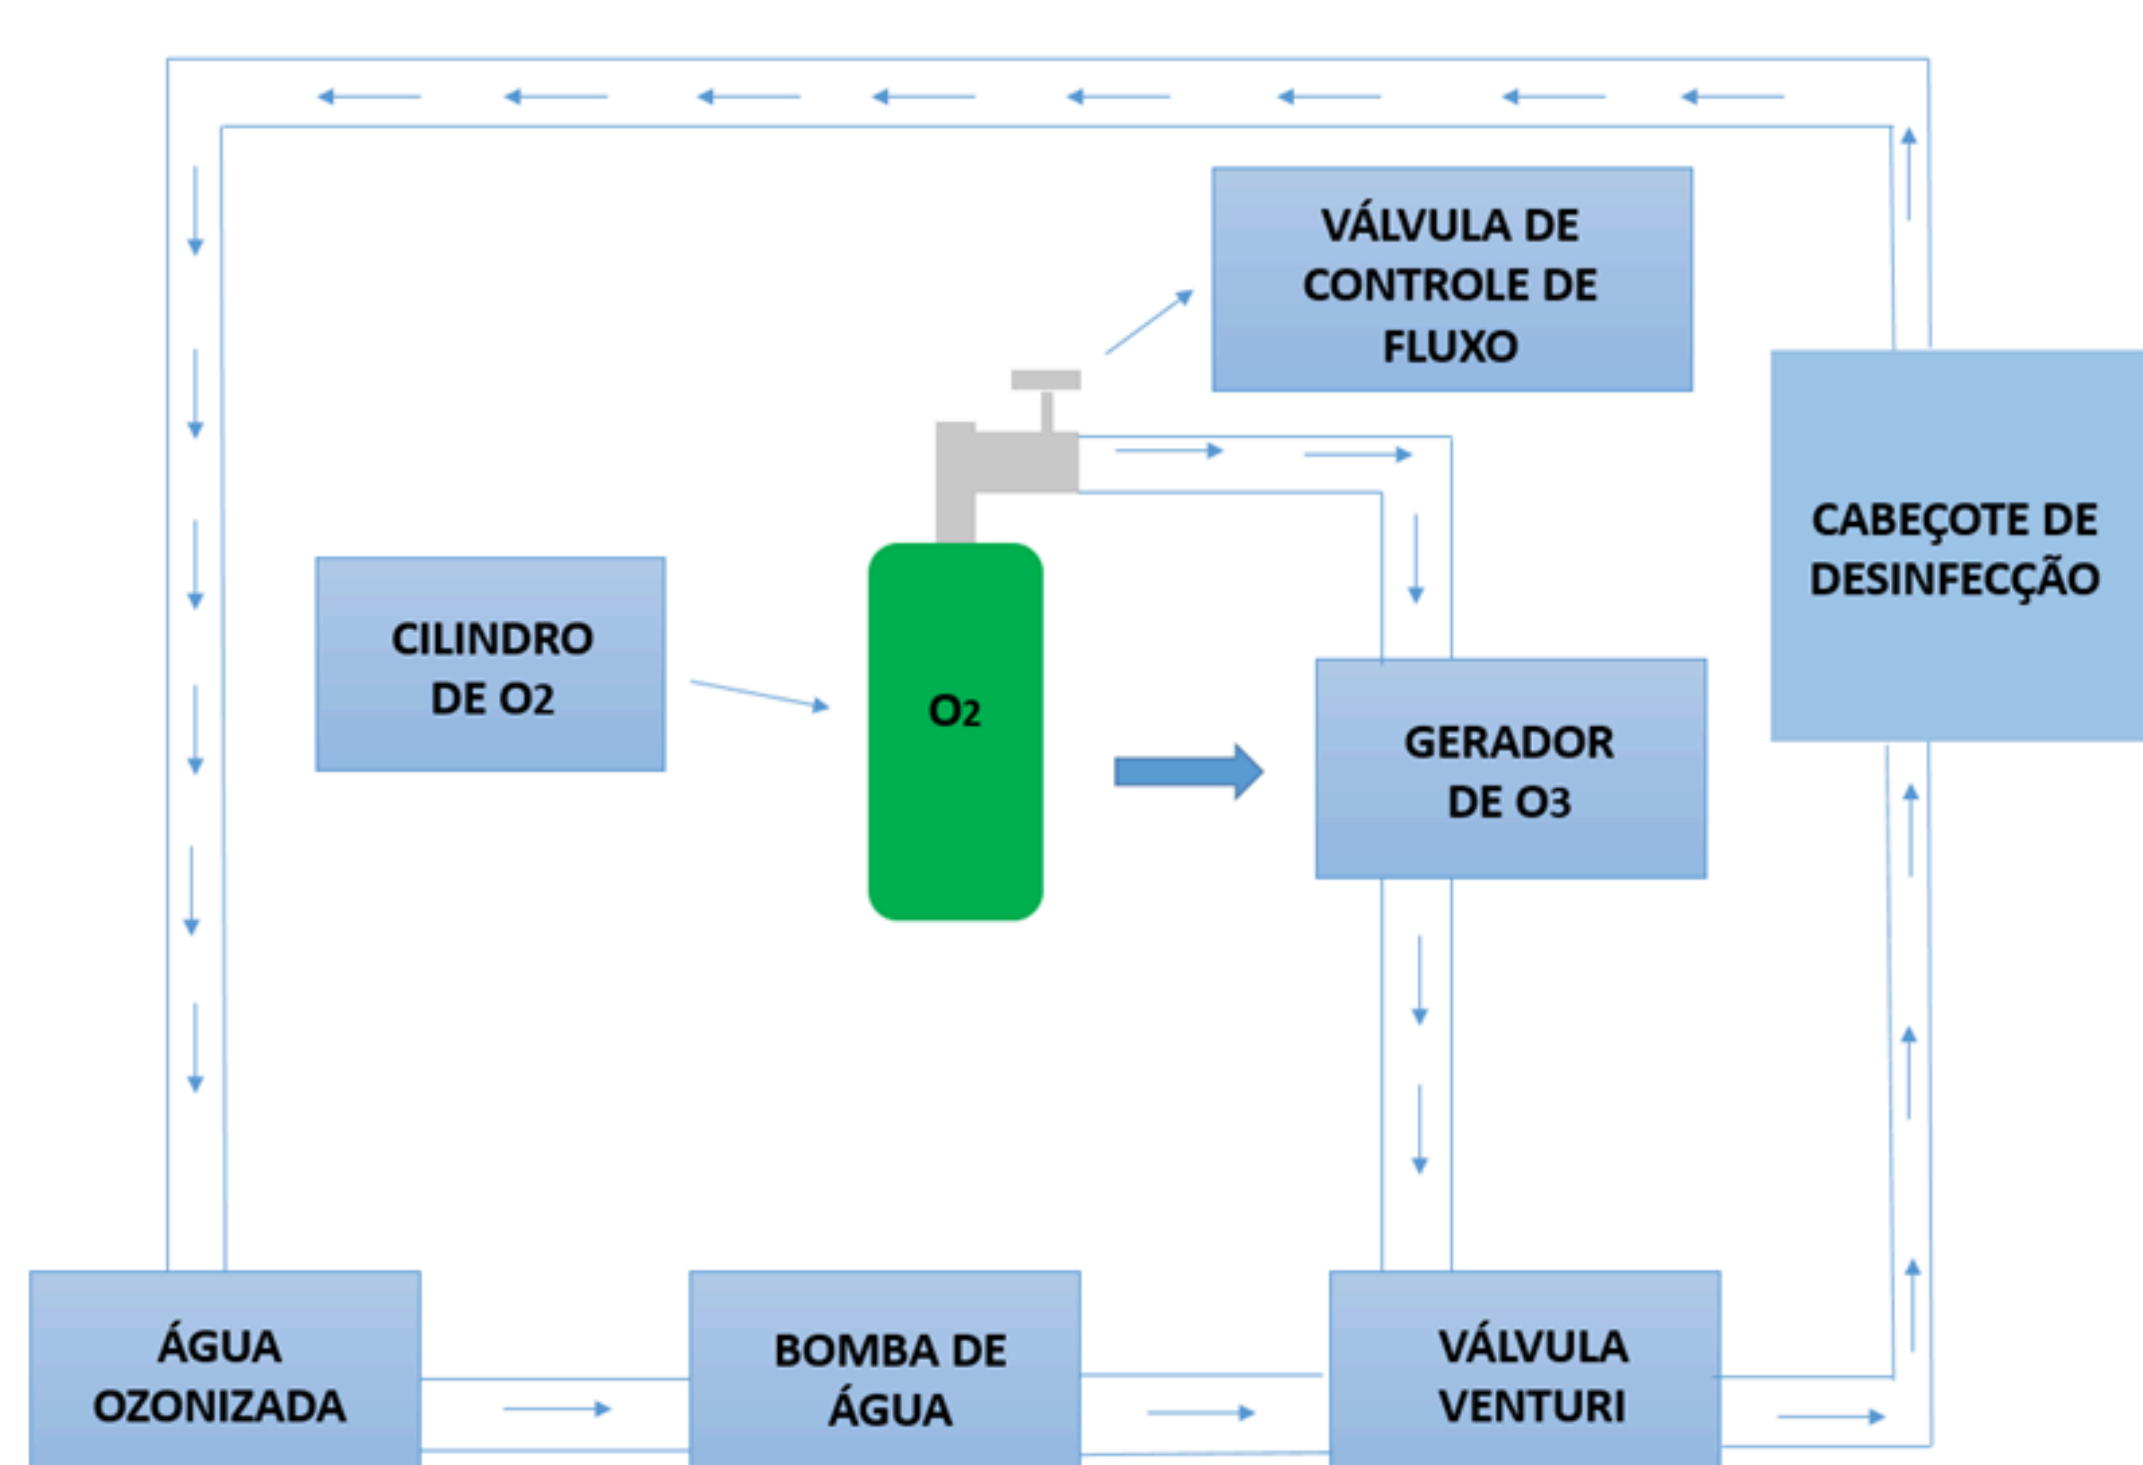 VÁLVULA DE
CONTROLE DE
FLUXO
CABEÇOTE DE
DESINFECÇÃO
CILINDRO
DE O2
O2
GERADOR
DE O3
ÁGUA
OZONIZADA
BOMBA DE
ÁGUA
VÁLVULA
VENTURI